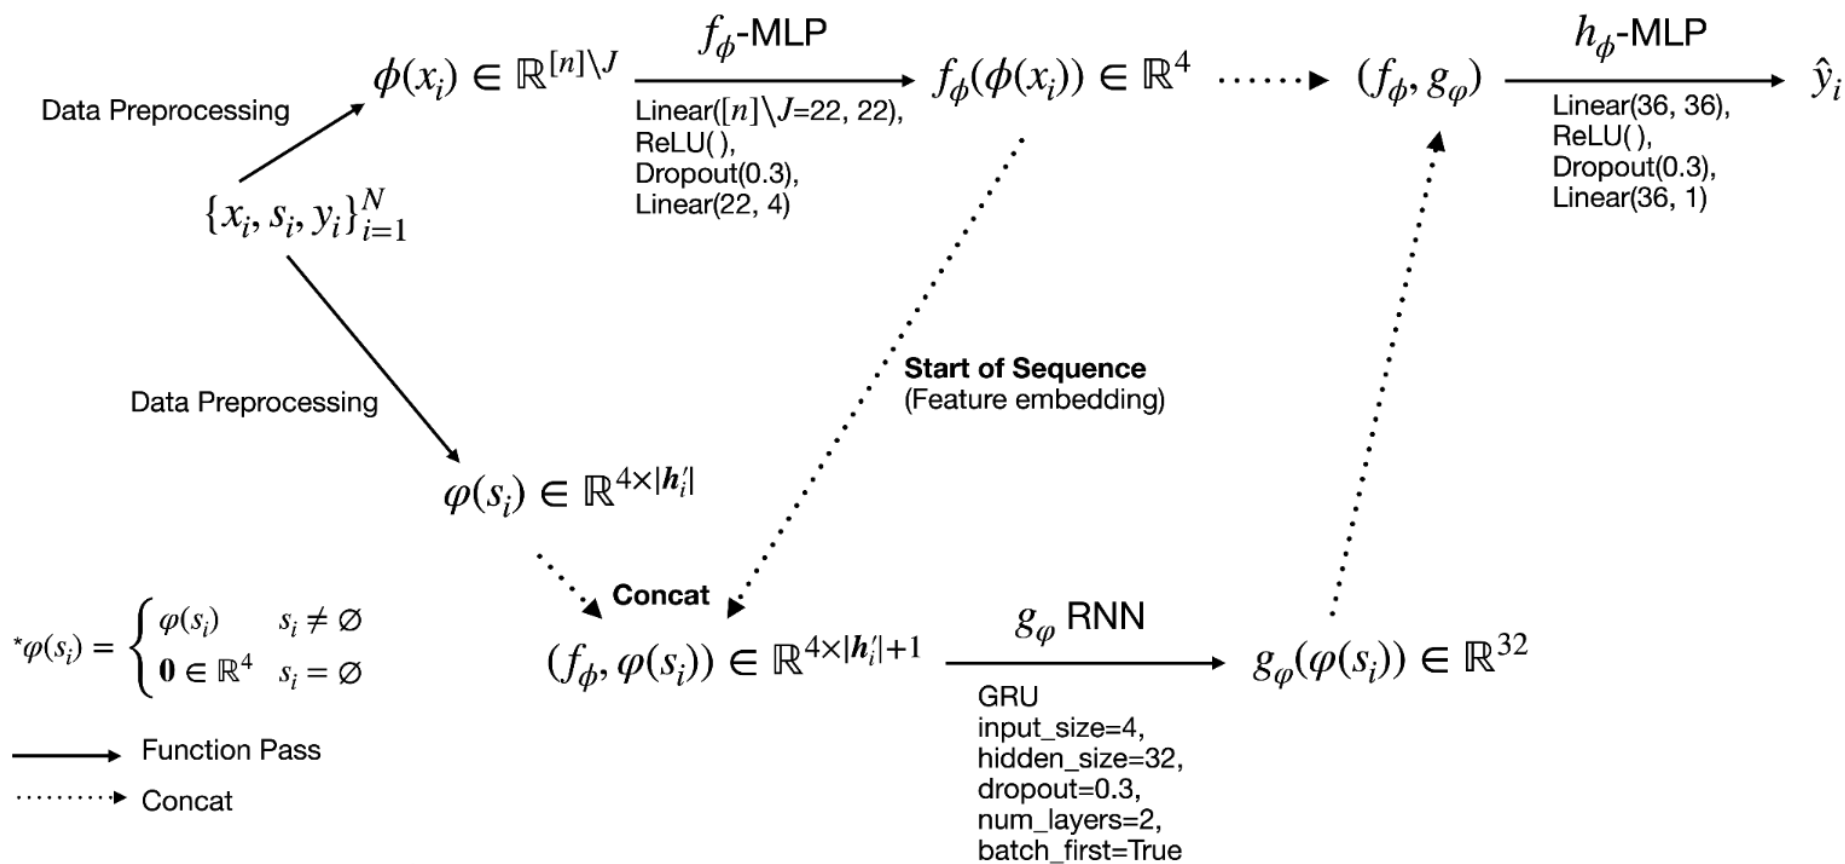 f_ϕ-MLP
h_ϕ-MLP
ϕ(x_i) ∈ ℝ^{[n]\J}
f_ϕ(ϕ(x_i)) ∈ ℝ^4
(f_ϕ, g_φ)
ŷ_i
Data Preprocessing
Linear([n]\J=22, 22),
ReLU( ),
Dropout(0.3),
Linear(22, 4)
Linear(36, 36),
ReLU( ),
Dropout(0.3),
Linear(36, 1)
{x_i, s_i, y_i}_{i=1}^N
Start of Sequence
(Feature embedding)
Data Preprocessing
φ(s_i) ∈ ℝ^{4×|h′_i|}
Concat
g_φ RNN
(f_ϕ, φ(s_i)) ∈ ℝ^{4×|h′_i|+1}
g_φ(φ(s_i)) ∈ ℝ^{32}
GRU
input_size=4,
hidden_size=32,
dropout=0.3,
num_layers=2,
batch_first=True
*φ(s_i) = {
φ(s_i) s_i ≠ ∅
0 ∈ ℝ^4 s_i = ∅
Function Pass
Concat